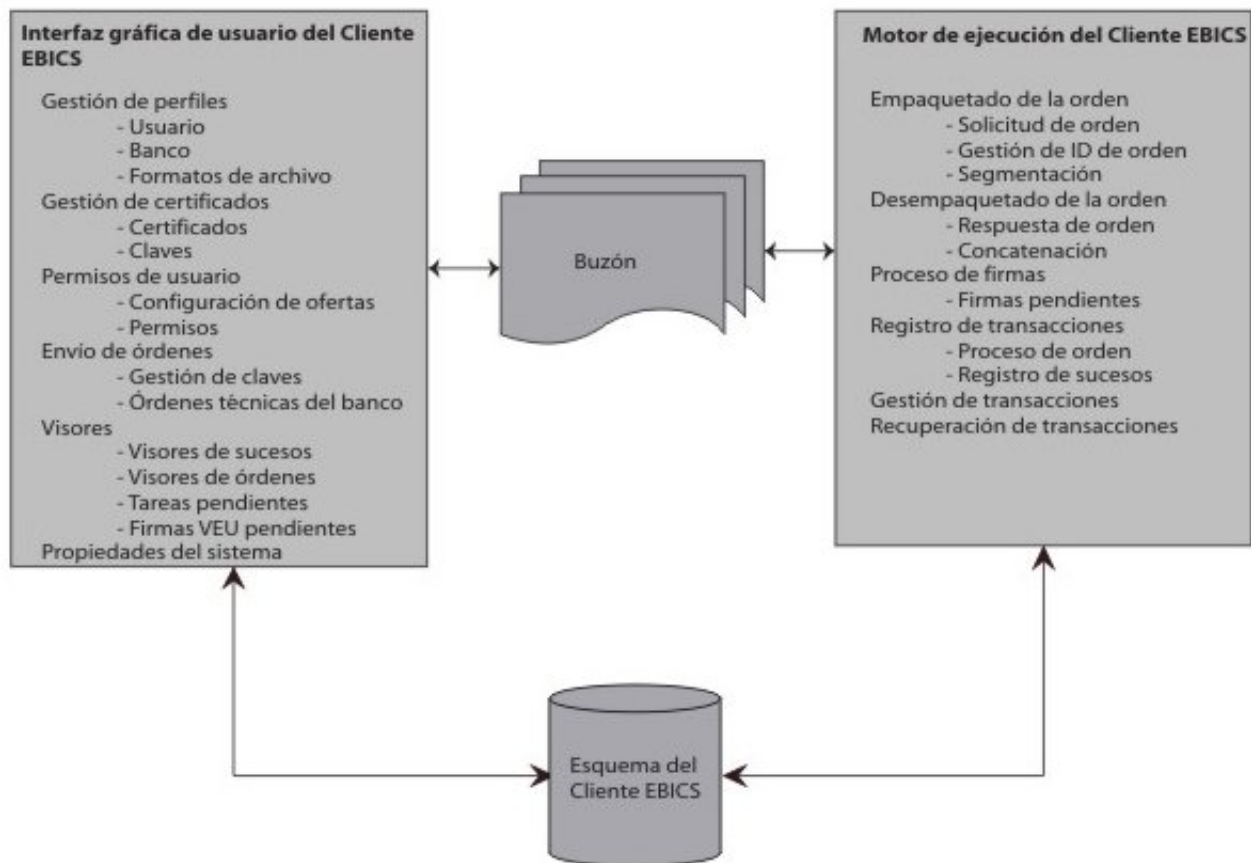 Interfaz gráfica de usuario del Cliente
EBICS
Gestión de perfiles
- Usuario
- Banco
- Formatos de archivo
Gestión de certificados
- Certificados
- Claves
Permisos de usuario
- Configuración de ofertas
- Permisos
Envío de órdenes
- Gestión de claves
- Órdenes técnicas del banco
Visores
- Visores de sucesos
- Visores de órdenes
- Tareas pendientes
- Firmas VEU pendientes
Propiedades del sistema
Buzón
Motor de ejecución del Cliente EBICS
Empaquetado de la orden
- Solicitud de orden
- Gestión de ID de orden
- Segmentación
Desempaquetado de la orden
- Respuesta de orden
- Concatenación
Proceso de firmas
- Firmas pendientes
Registro de transacciones
- Proceso de orden
- Registro de sucesos
Gestión de transacciones
Recuperación de transacciones
Esquema del
Cliente EBICS